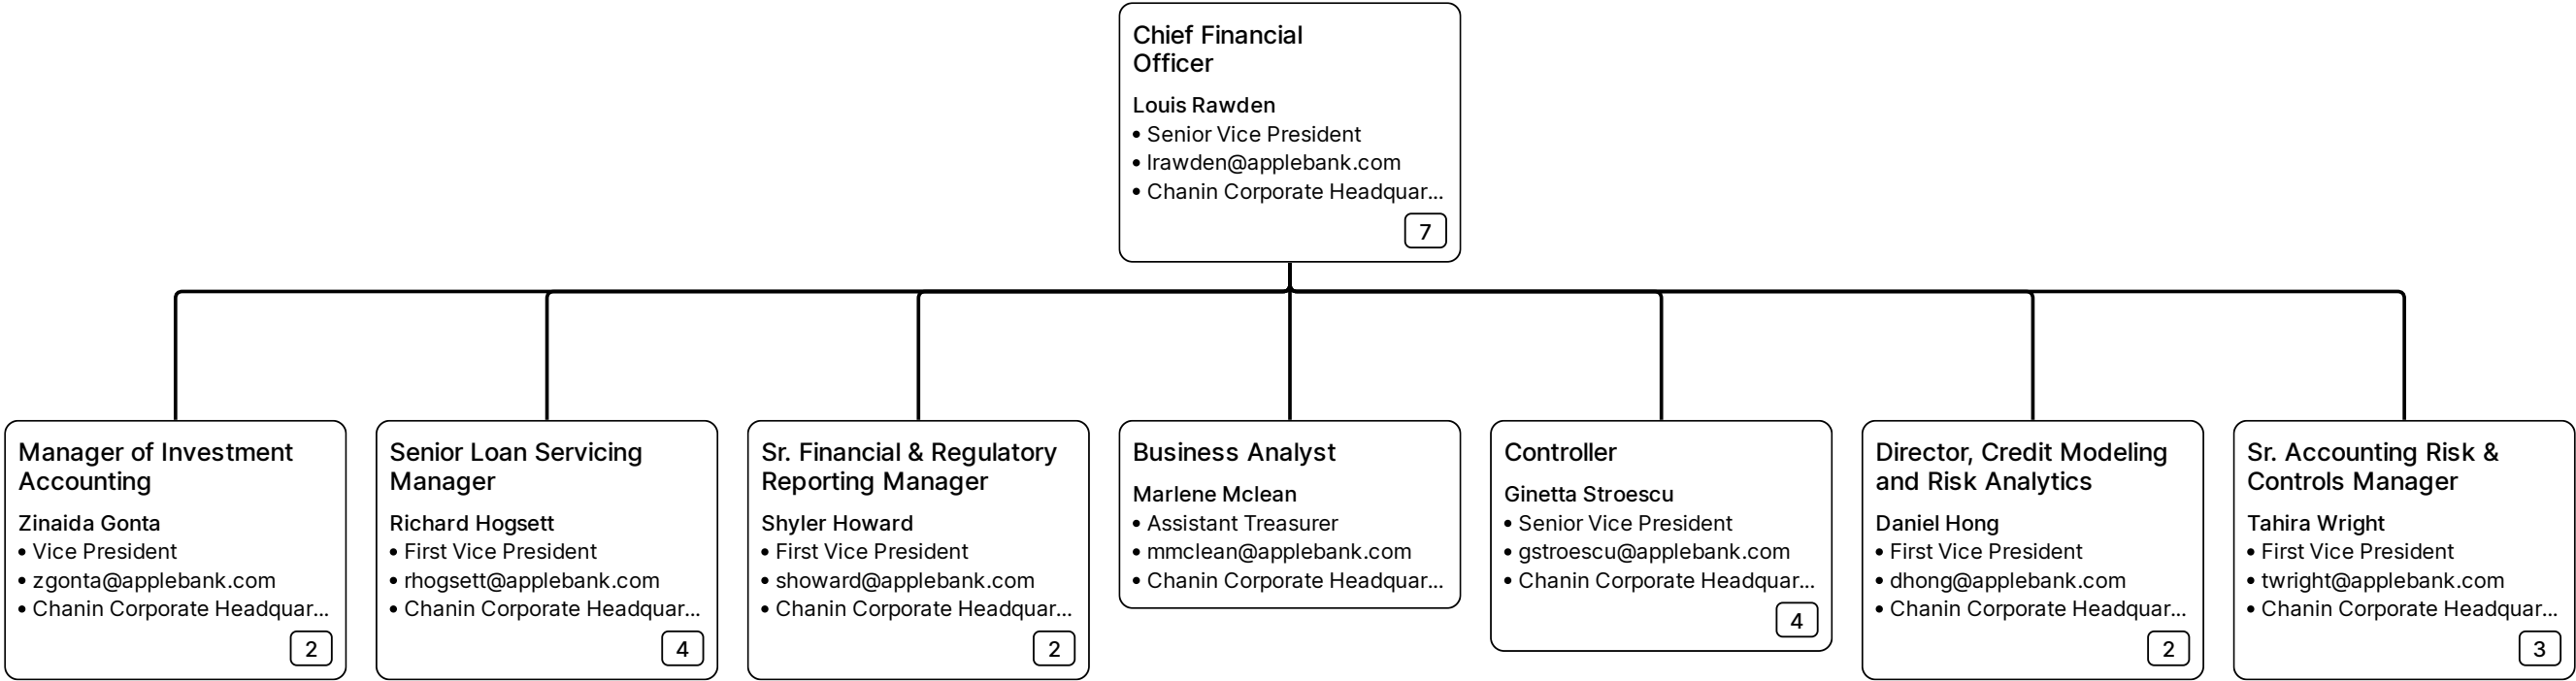 Chief Financial
Officer
Louis Rawden
• Senior Vice President
• lrawden@applebank.com
• Chanin Corporate Headquar...
7
Manager of Investment
Accounting
Zinaida Gonta
• Vice President
• zgonta@applebank.com
• Chanin Corporate Headquar...
2
Senior Loan Servicing
Manager
Richard Hogsett
• First Vice President
• rhogsett@applebank.com
• Chanin Corporate Headquar...
4
Sr. Financial & Regulatory
Reporting Manager
Shyler Howard
• First Vice President
• showard@applebank.com
• Chanin Corporate Headquar...
2
Business Analyst
Marlene Mclean
• Assistant Treasurer
• mmclean@applebank.com
• Chanin Corporate Headquar...
Controller
Ginetta Stroescu
• Senior Vice President
• gstroescu@applebank.com
• Chanin Corporate Headquar...
4
Director, Credit Modeling
and Risk Analytics
Daniel Hong
• First Vice President
• dhong@applebank.com
• Chanin Corporate Headquar...
2
Sr. Accounting Risk &
Controls Manager
Tahira Wright
• First Vice President
• twright@applebank.com
• Chanin Corporate Headquar...
3